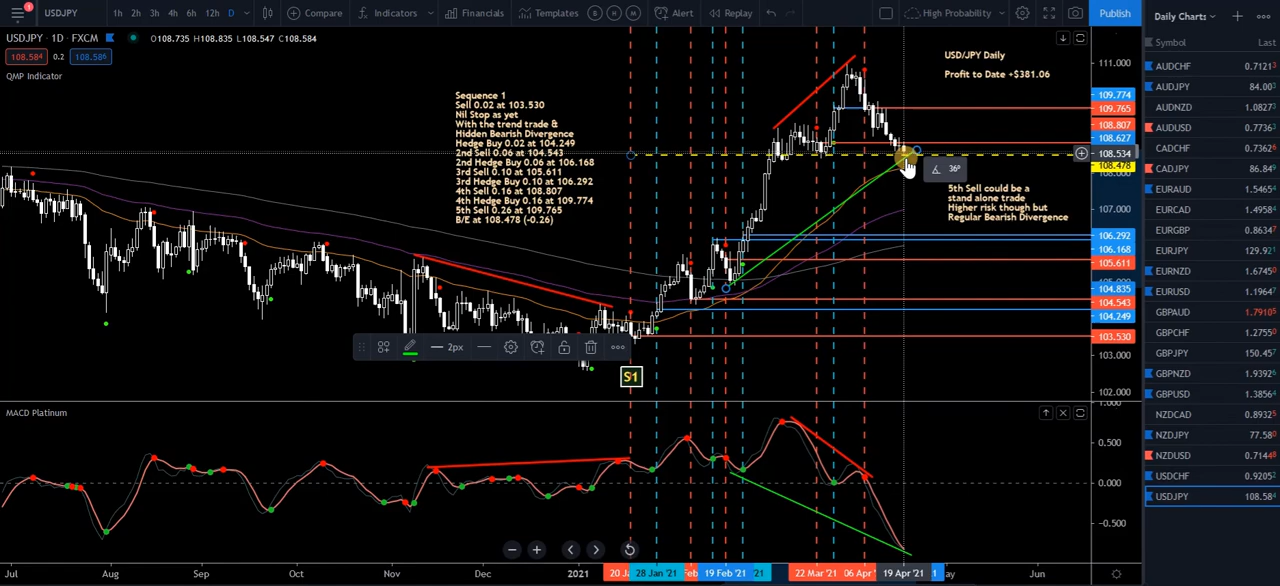 USDJPY
1h 2h 3h 4h 6h 12h D
Compare
Indicators
Financials
Templates
S
H
M
Alert
Replay
High Probability
Publish
Daily Charts
USDJPY · 1D · FXCM
O108.735 H108.835 L108.547 C108.584
108.584 0.2 108.586
QMP Indicator
Sequence 1
Sell 0.02 at 103.530
Nil Stop as yet
With the trend trade &
Hidden Bearish Divergence
Hedge Buy 0.02 at 104.249
2nd Sell 0.06 at 104.543
2nd Hedge Buy 0.06 at 106.168
3rd Sell 0.10 at 105.611
3rd Hedge Buy 0.10 at 106.292
4th Sell 0.16 at 108.807
4th Hedge Buy 0.16 at 109.774
5th Sell 0.26 at 109.765
B/E at 108.478 (-0.26)
USD/JPY Daily
Profit to Date +$381.06
36º
5th Sell could be a
stand alone trade
Higher risk though but
Regular Bearish Divergence
2px
S1
111.000
109.774
109.765
108.807
108.627
108.534
108.478
107.000
106.292
106.168
105.611
104.835
104.543
104.249
103.530
103.000
102.000
Symbol Last
AUDCHF 0.7121
AUDJPY 84.00
AUDNZD 1.0827
AUDUSD 0.7736
CADCHF 0.7362
CADJPY 86.84
EURAUD 1.5465
EURCAD 1.4958
EURGBP 0.8634
EURJPY 129.92
EURNZD 1.6745
EURUSD 1.1964
GBPAUD 1.7910
GBPCHF 1.2755
GBPJPY 150.45
GBPNZD 1.9392
GBPUSD 1.3856
NZDCAD 0.8932
NZDJPY 77.58
NZDUSD 0.7144
USDCHF 0.9205
USDJPY 108.58
MACD Platinum
0.500
0.000
-0.500
Jul Aug Sep Oct Nov Dec 2021 28 Jan '21 19 Feb '21 22 Mar '21 06 Apr 19 Apr '21 Jun